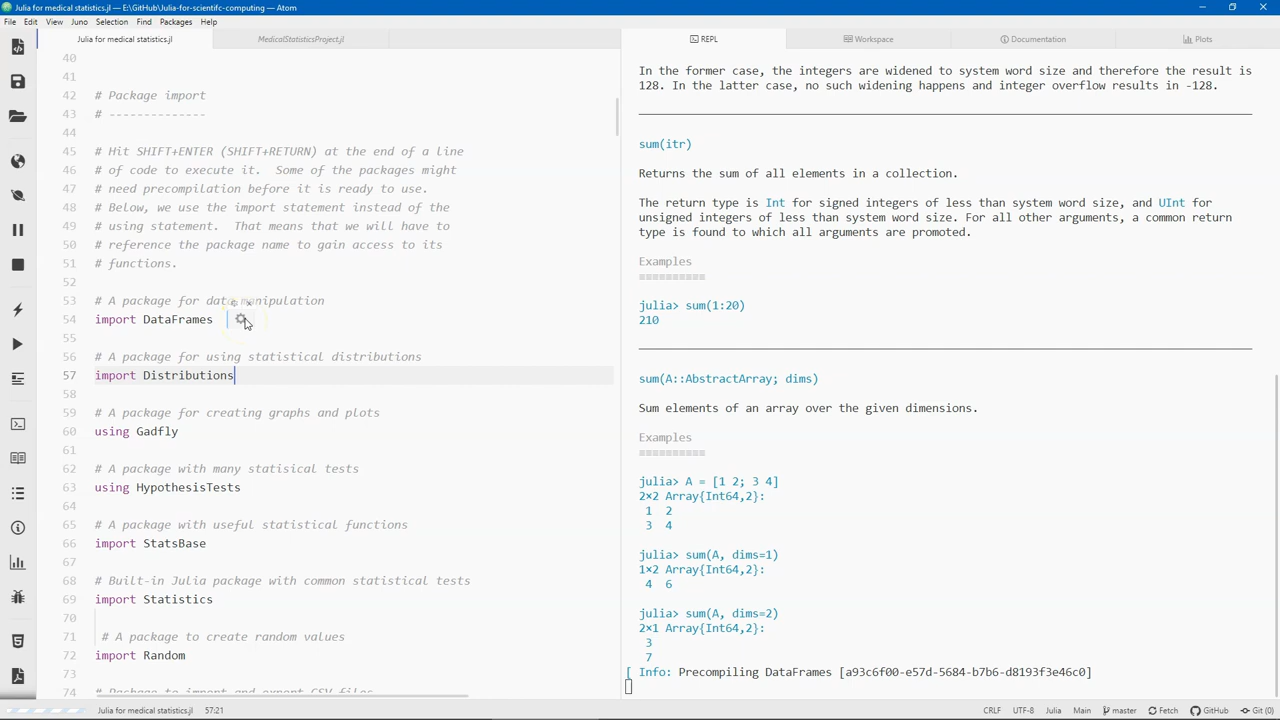 Julia for medical statistics.jl — E:\GitHub\Julia-for-scientifc-computing — Atom
File Edit View Juno Selection Find Packages Help
Julia for medical statistics.jl MedicalStatisticsProject.jl REPL Workspace Documentation Plots
40
41
42 # Package import
43 # --------------
44
45 # Hit SHIFT+ENTER (SHIFT+RETURN) at the end of a line
46 # of code to execute it. Some of the packages might
47 # need precompilation before it is ready to use.
48 # Below, we use the import statement instead of the
49 # using statement. That means that we will have to
50 # reference the package name to gain access to its
51 # functions.
52
53 # A package for data manipulation
54 import DataFrames
55
56 # A package for using statistical distributions
57 import Distributions
58
59 # A package for creating graphs and plots
60 using Gadfly
61
62 # A package with many statisical tests
63 using HypothesisTests
64
65 # A package with useful statistical functions
66 import StatsBase
67
68 # Built-in Julia package with common statistical tests
69 import Statistics
70
71 # A package to create random values
72 import Random
73
74 # Package to import and export CSV files
In the former case, the integers are widened to system word size and therefore the result is
128. In the latter case, no such widening happens and integer overflow results in -128.
sum(itr)
Returns the sum of all elements in a collection.
The return type is Int for signed integers of less than system word size, and UInt for
unsigned integers of less than system word size. For all other arguments, a common return
type is found to which all arguments are promoted.
Examples
≡≡≡≡≡≡≡≡≡≡
julia> sum(1:20)
210
sum(A::AbstractArray; dims)
Sum elements of an array over the given dimensions.
Examples
≡≡≡≡≡≡≡≡≡≡
julia> A = [1 2; 3 4]
2×2 Array{Int64,2}:
1 2
3 4
julia> sum(A, dims=1)
1×2 Array{Int64,2}:
4 6
julia> sum(A, dims=2)
2×1 Array{Int64,2}:
3
7
[ Info: Precompiling DataFrames [a93c6f00-e57d-5684-b7b6-d8193f3e46c0]
Julia for medical statistics.jl 57:21 CRLF UTF-8 Julia Main master Fetch GitHub Git (0)